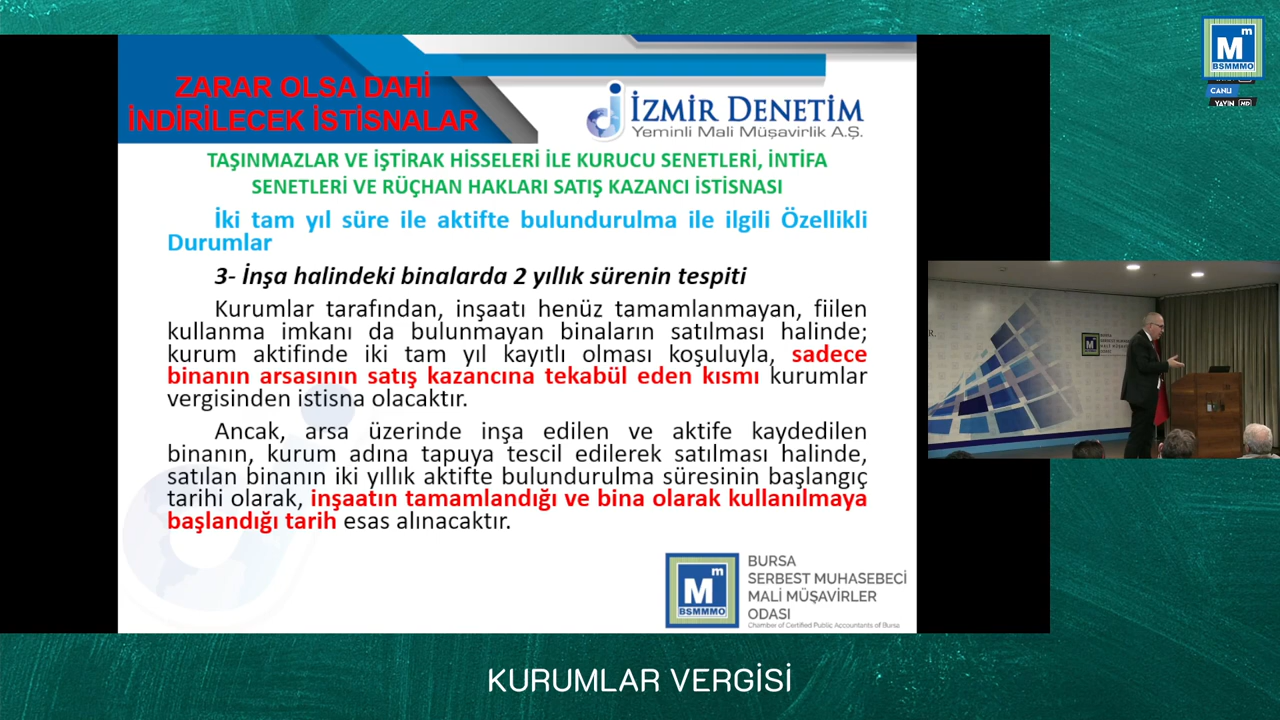 ZARAR OLSA DAHİ
İNDİRİLECEK İSTİSNALAR
İZMİR DENETİM
Yeminli Mali Müşavirlik A.Ş.
TAŞINMAZLAR VE İŞTİRAK HİSSELERİ İLE KURUCU SENETLERİ, İNTİFA
SENETLERİ VE RÜÇHAN HAKLARI SATIŞ KAZANCI İSTİSNASI
İki tam yıl süre ile aktifte bulundurulma ile ilgili Özellikli
Durumlar
3- İnşa halindeki binalarda 2 yıllık sürenin tespiti
Kurumlar tarafından, inşaatı henüz tamamlanmayan, fiilen
kullanma imkanı da bulunmayan binaların satılması halinde;
kurum aktifinde iki tam yıl kayıtlı olması koşuluyla, sadece
binanın arsasının satış kazancına tekabül eden kısmı kurumlar
vergisinden istisna olacaktır.
Ancak, arsa üzerinde inşa edilen ve aktife kaydedilen
binanın, kurum adına tapuya tescil edilerek satılması halinde,
satılan binanın iki yıllık aktifte bulundurulma süresinin başlangıç
tarihi olarak, inşaatın tamamlandığı ve bina olarak kullanılmaya
başlandığı tarih esas alınacaktır.
Mm
BSMMMO
BURSA
SERBEST MUHASEBECİ
MALİ MÜŞAVİRLER
ODASI
Chamber of Certified Public Accountants of Bursa
Mm
BSMMMO
CANLI
YAYIN HD
KURUMLAR VERGİSİ